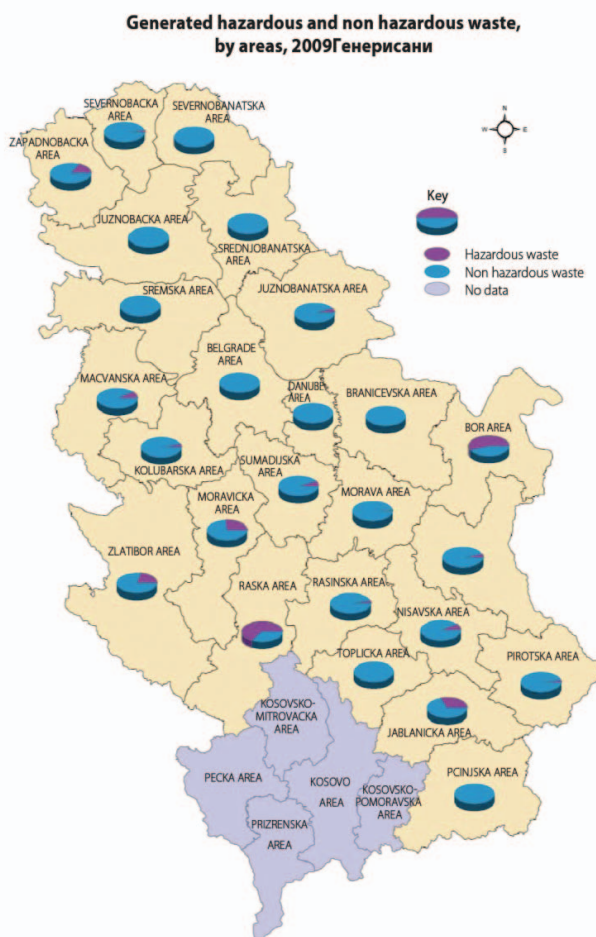 Generated hazardous and non hazardous waste,
by areas, 2009Генерисани
SEVERNOBACKA
AREA
SEVERNOBANATSKA
AREA
ZAPADNOBACKA
AREA
N
W
E
S
Key
Hazardous waste
Non hazardous waste
No data
JUZNOBACKA AREA
SREDNJOBANATSKA
AREA
SREMSKA AREA
JUZNOBANATSKA AREA
BELGRADE
AREA
MACVANSKA AREA
DANUBE
AREA
BRANICEVSKA AREA
BOR AREA
KOLUBARSKA AREA
SUMADIJSKA
AREA
MORAVICKA
AREA
MORAVA AREA
ZLATIBOR AREA
RASKA AREA
RASINSKA AREA
NISAVSKA AREA
TOPLICKA AREA
PIROTSKA AREA
JABLANICKA AREA
KOSOVSKO-
MITROVACKA
AREA
PECKA AREA
KOSOVO
AREA
KOSOVSKO-
POMORAVSKA
AREA
PRIZRENSKA
AREA
PCINJSKA AREA